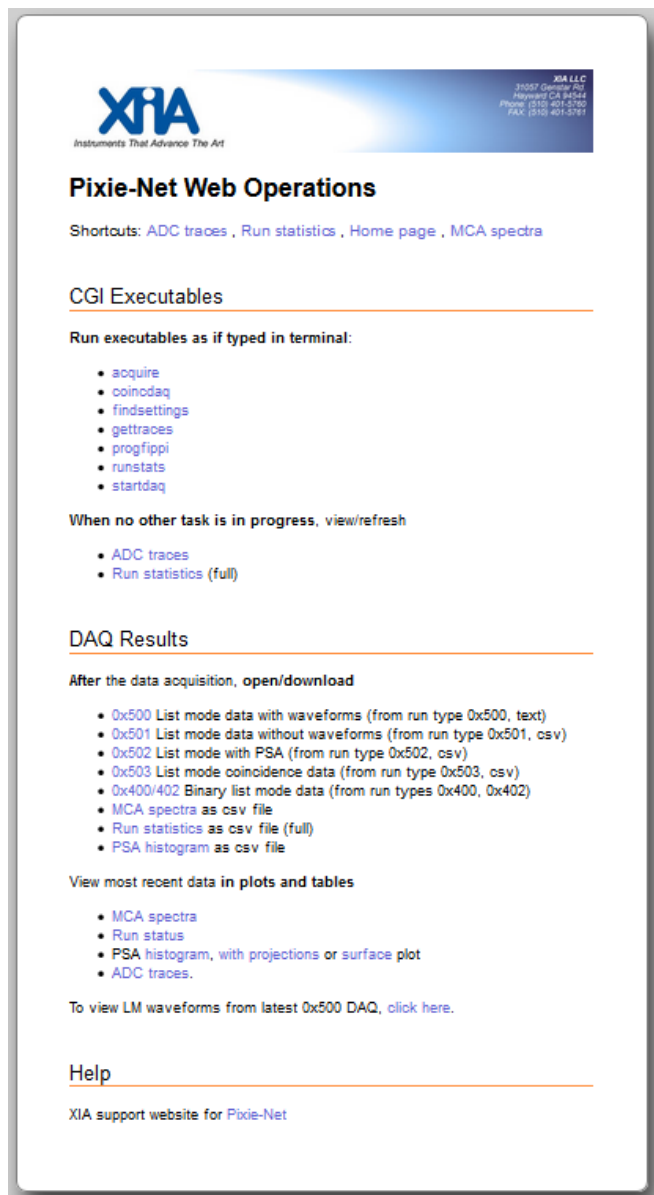 XIA
Instruments That Advance The Art
XIA LLC
31057 Genstar Rd.
Hayward CA 94544
Phone: (510) 401-5760
FAX: (510) 401-5761
Pixie-Net Web Operations
Shortcuts: ADC traces , Run statistics , Home page , MCA spectra
CGI Executables
Run executables as if typed in terminal:
• acquire
• coincdaq
• findsettings
• gettraces
• progfippi
• runstats
• startdaq
When no other task is in progress, view/refresh
• ADC traces
• Run statistics (full)
DAQ Results
After the data acquisition, open/download
• 0x500 List mode data with waveforms (from run type 0x500, text)
• 0x501 List mode data without waveforms (from run type 0x501, csv)
• 0x502 List mode with PSA (from run type 0x502, csv)
• 0x503 List mode coincidence data (from run type 0x503, csv)
• 0x400/402 Binary list mode data (from run types 0x400, 0x402)
• MCA spectra as csv file
• Run statistics as csv file (full)
• PSA histogram as csv file
View most recent data in plots and tables
• MCA spectra
• Run status
• PSA histogram, with projections or surface plot
• ADC traces.
To view LM waveforms from latest 0x500 DAQ, click here.
Help
XIA support website for Pixie-Net